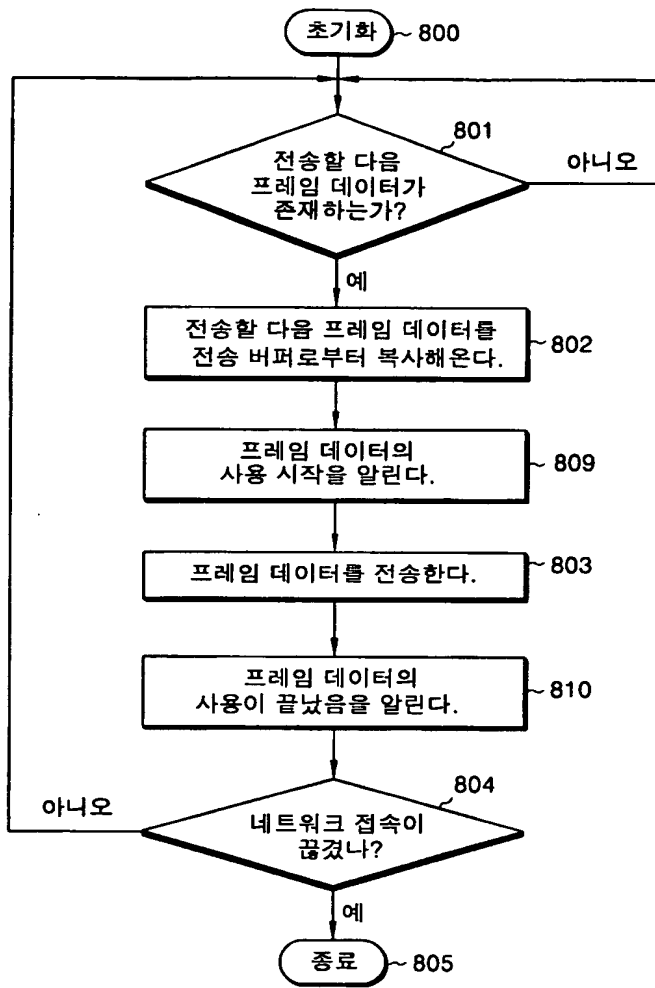 초기화
800
801
전송할 다음
프레임 데이터가
존재하는가?
아니오
예
전송할 다음 프레임 데이터를
전송 버퍼로부터 복사해온다.
802
프레임 데이터의
사용 시작을 알린다.
809
프레임 데이터를 전송한다.
803
프레임 데이터의
사용이 끝났음을 알린다.
810
804
아니오
네트워크 접속이
끊겼나?
예
종료
805